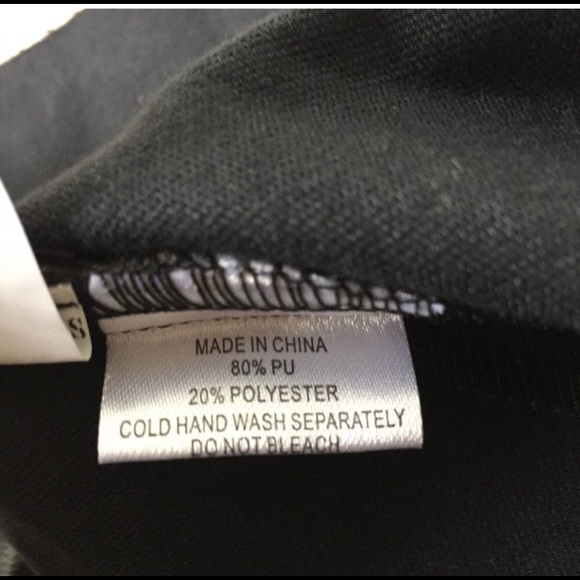 S
MADE IN CHINA
80% PU
20% POLYESTER
COLD HAND WASH SEPARATELY
DO NOT BLEACH